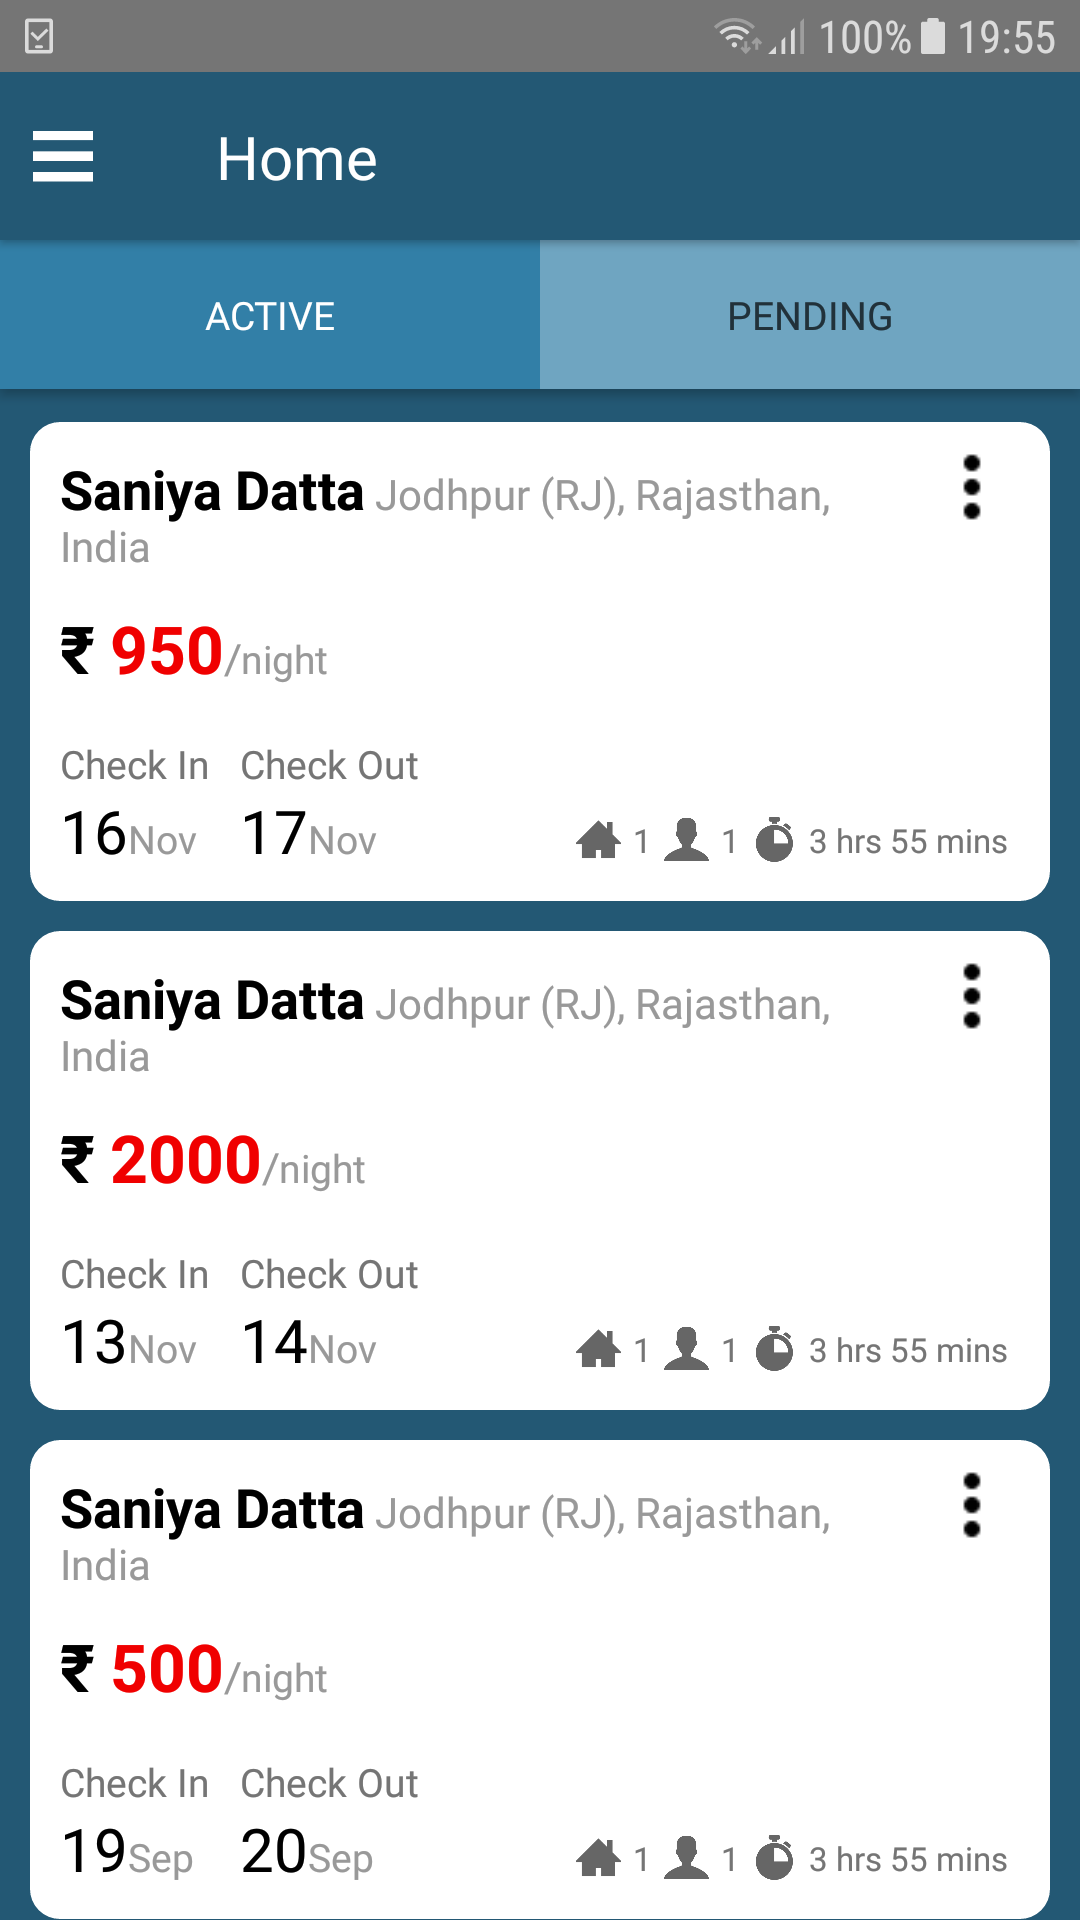 100% 19:55
Home
ACTIVE PENDING
Saniya Datta Jodhpur (RJ), Rajasthan,
India
₹ 950/night
Check In Check Out
16Nov 17Nov 1 1 3 hrs 55 mins
Saniya Datta Jodhpur (RJ), Rajasthan,
India
₹ 2000/night
Check In Check Out
13Nov 14Nov 1 1 3 hrs 55 mins
Saniya Datta Jodhpur (RJ), Rajasthan,
India
₹ 500/night
Check In Check Out
19Sep 20Sep 1 1 3 hrs 55 mins